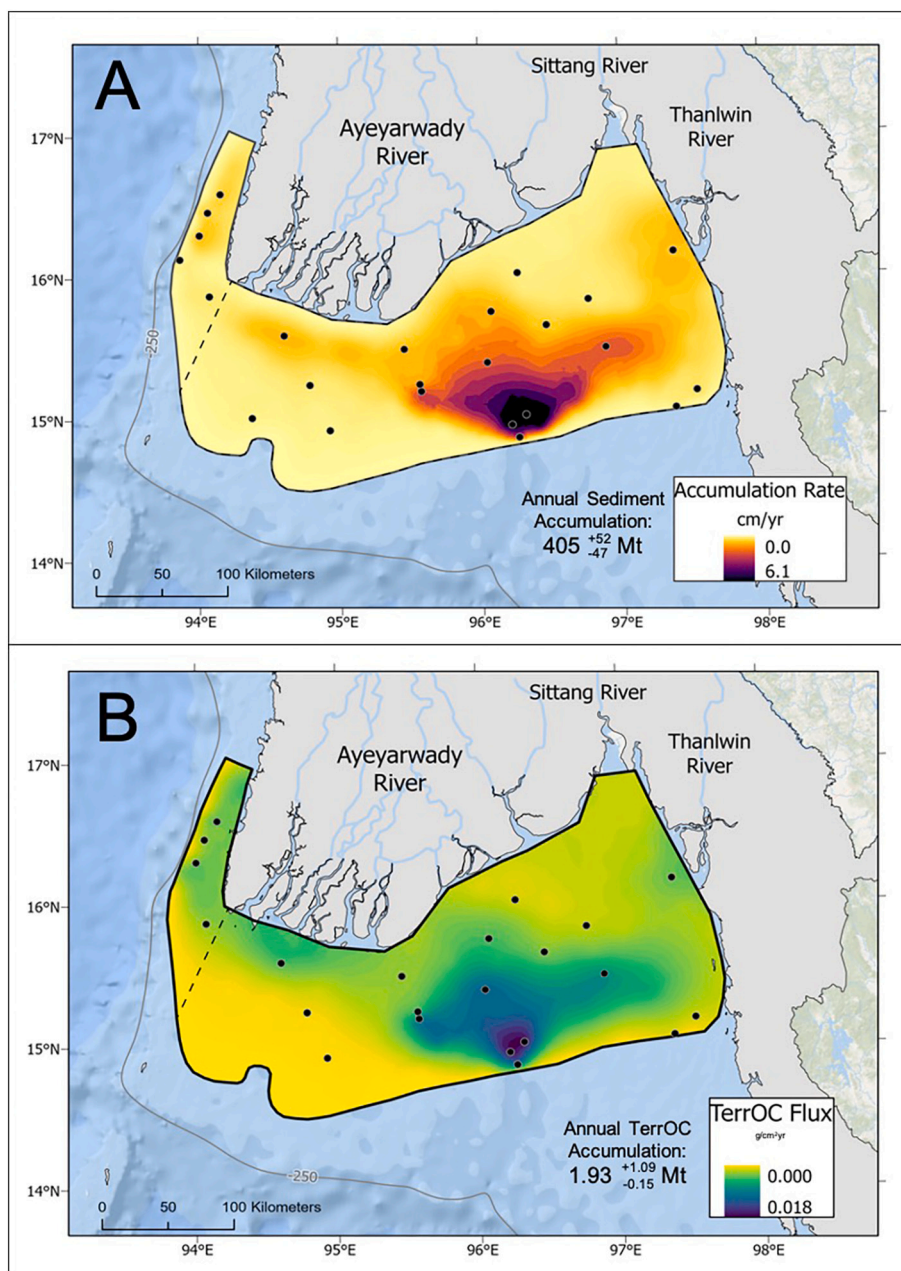 A
Sittang River
Thanlwin
River
Ayeyarwady
River
17°N
16°N
-250
15°N
Annual Sediment
Accumulation:
405 +52 -47 Mt
Accumulation Rate
cm/yr
0.0
6.1
14°N
0 50 100 Kilometers
94°E 95°E 96°E 97°E 98°E
B
Sittang River
Thanlwin
River
Ayeyarwady
River
17°N
16°N
15°N
Annual TerrOC
Accumulation:
1.93 +1.09 -0.15 Mt
TerrOC Flux
g/cm²yr
0.000
0.018
-250
14°N
0 50 100 Kilometers
94°E 95°E 96°E 97°E 98°E